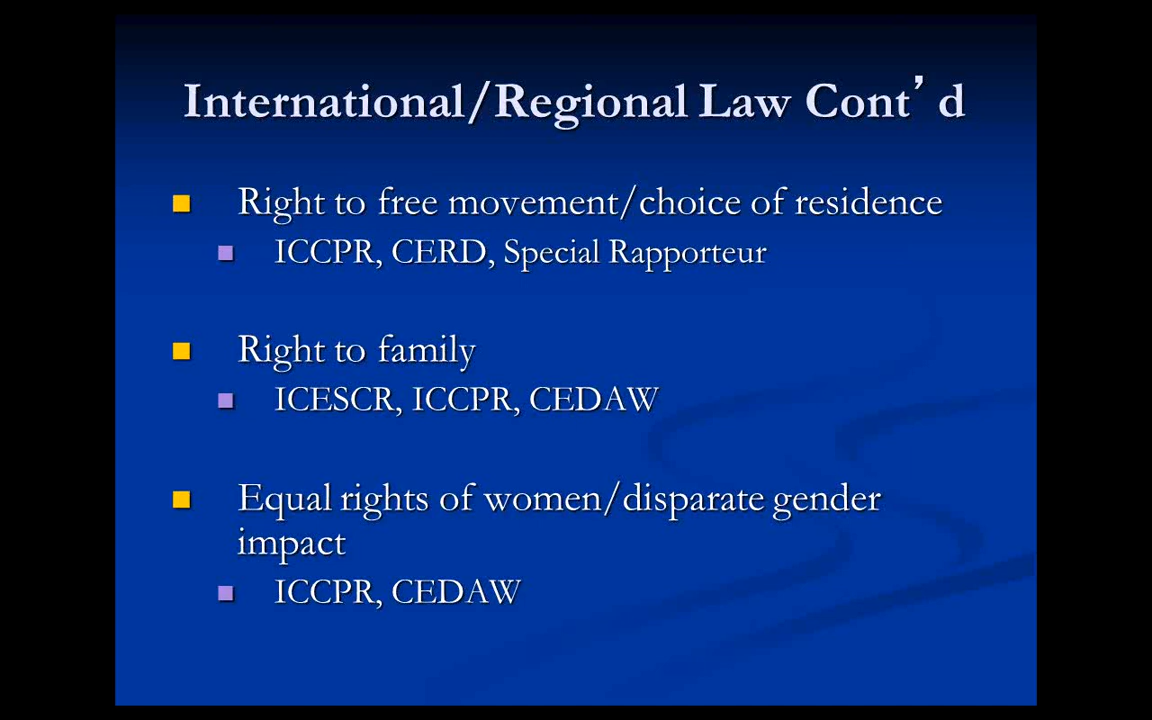 International/Regional Law Cont’ d
Right to free movement/choice of residence
ICCPR, CERD, Special Rapporteur
Right to family
ICESCR, ICCPR, CEDAW
Equal rights of women/disparate gender
impact
ICCPR, CEDAW